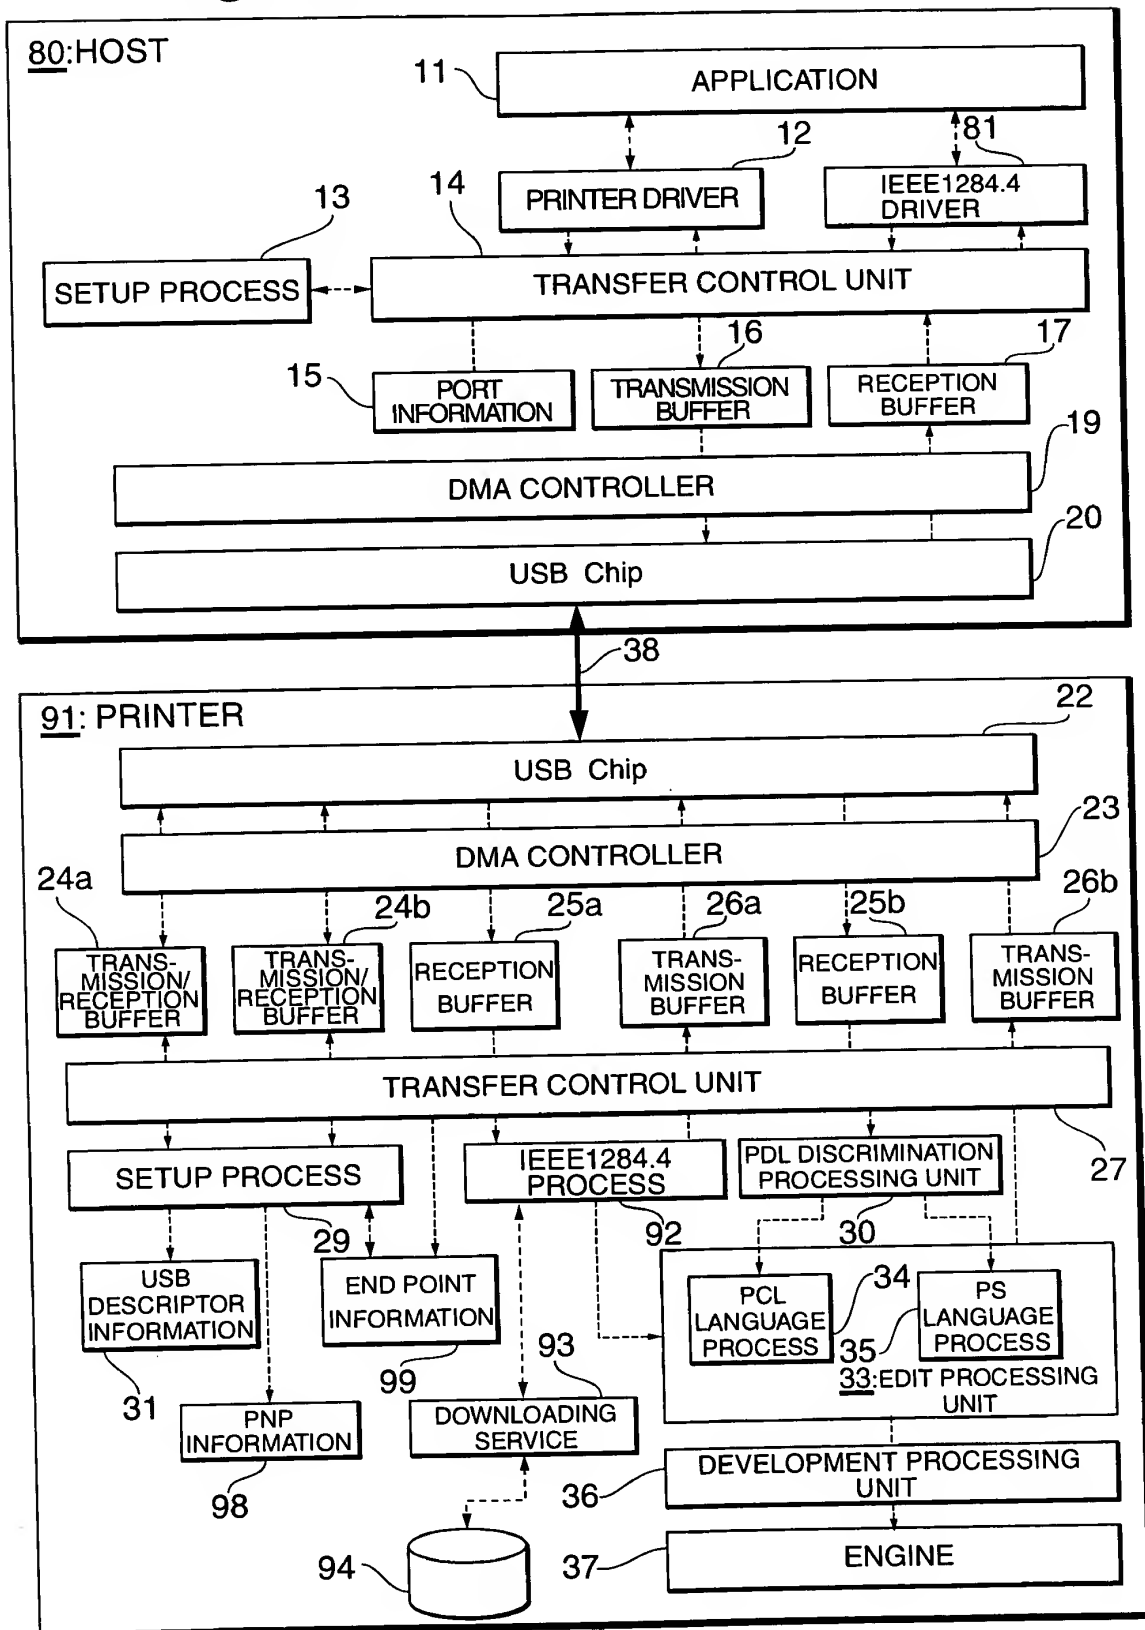 80:HOST
11
APPLICATION
12
81
PRINTER DRIVER
IEEE1284.4
DRIVER
13
14
SETUP PROCESS
TRANSFER CONTROL UNIT
15
16
17
PORT
INFORMATION
TRANSMISSION
BUFFER
RECEPTION
BUFFER
19
DMA CONTROLLER
20
USB Chip
38
91: PRINTER
22
USB Chip
23
DMA CONTROLLER
24a
24b
25a
26a
25b
26b
TRANS-
MISSION/
RECEPTION
BUFFER
TRANS-
MISSION/
RECEPTION
BUFFER
RECEPTION
BUFFER
TRANS-
MISSION
BUFFER
RECEPTION
BUFFER
TRANS-
MISSION
BUFFER
TRANSFER CONTROL UNIT
27
SETUP PROCESS
29
IEEE1284.4
PROCESS
92
PDL DISCRIMINATION
PROCESSING UNIT
30
USB
DESCRIPTOR
INFORMATION
31
END POINT
INFORMATION
99
PCL
LANGUAGE
PROCESS
34
PS
LANGUAGE
PROCESS
35
33:EDIT PROCESSING
UNIT
93
PNP
INFORMATION
98
DOWNLOADING
SERVICE
DEVELOPMENT PROCESSING
UNIT
36
94
ENGINE
37